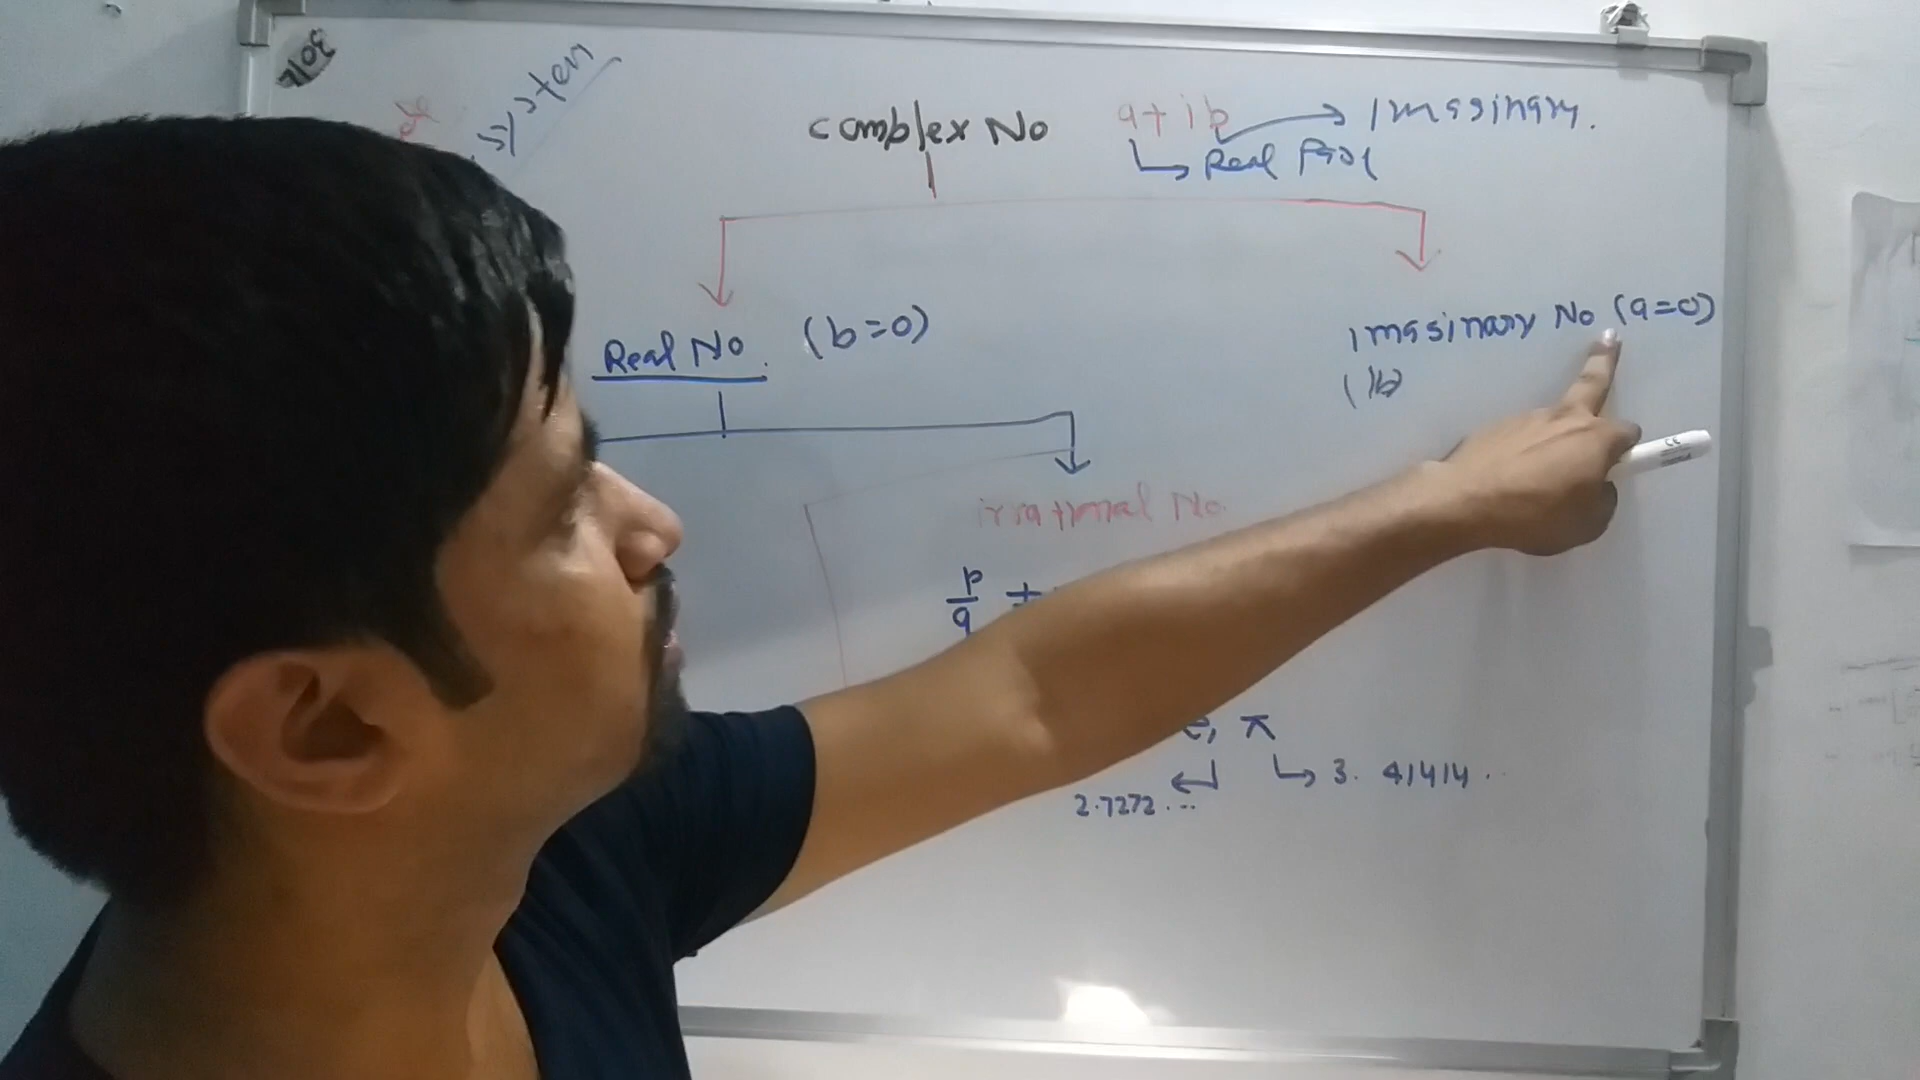 system
complex No a+ib → Imaginary.
Real Part
Real No. (b=0)
Imaginary No (a=0)
(ib)
irrational No.
p/q
e, π
2.7272...
3. 41414..